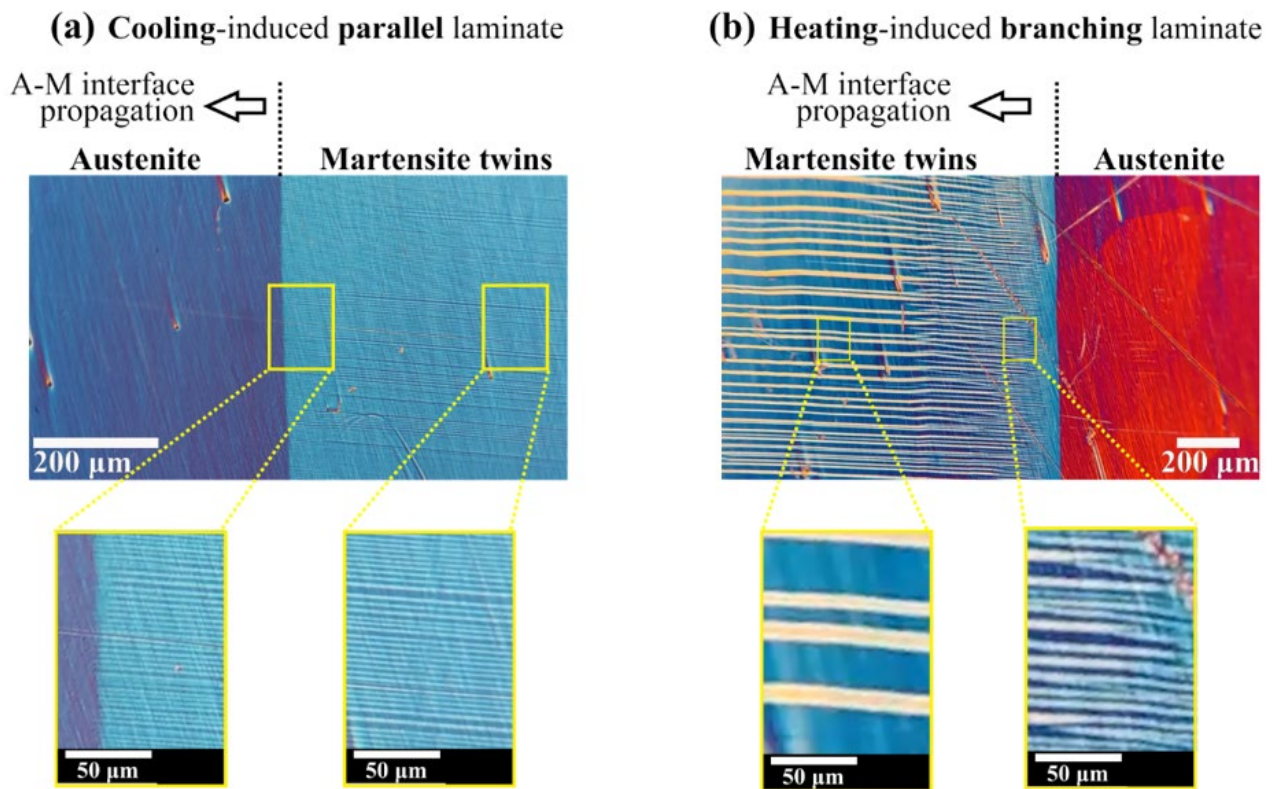 (a) Cooling-induced parallel laminate
A-M interface
propagation
Austenite
Martensite twins
200 µm
50 µm
50 µm
(b) Heating-induced branching laminate
A-M interface
propagation
Martensite twins
Austenite
200 µm
50 µm
50 µm